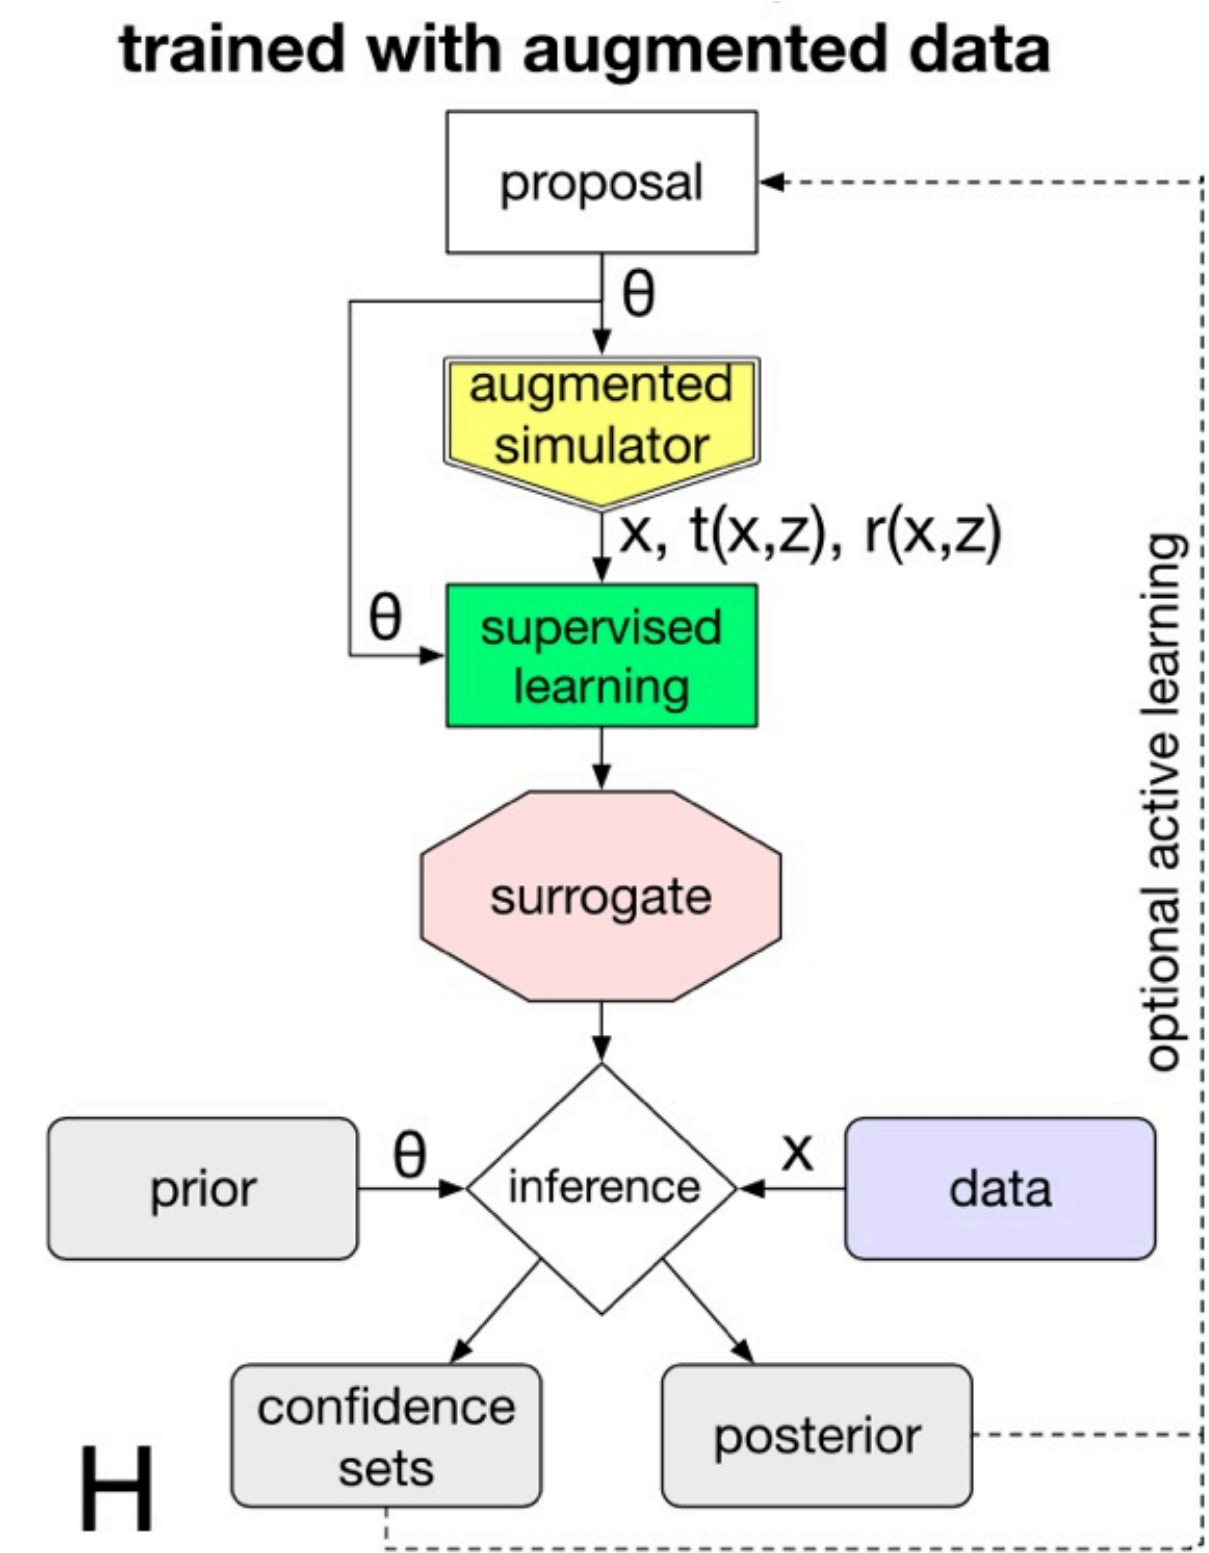 trained with augmented data
proposal
θ
augmented
simulator
x, t(x,z), r(x,z)
θ
supervised
learning
surrogate
optional active learning
prior
θ
inference
x
data
confidence
sets
posterior
H